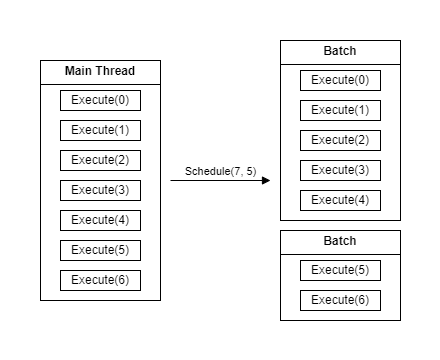 Main Thread
Execute(0)
Execute(1)
Execute(2)
Execute(3)
Execute(4)
Execute(5)
Execute(6)
Schedule(7, 5)
Batch
Execute(0)
Execute(1)
Execute(2)
Execute(3)
Execute(4)
Batch
Execute(5)
Execute(6)